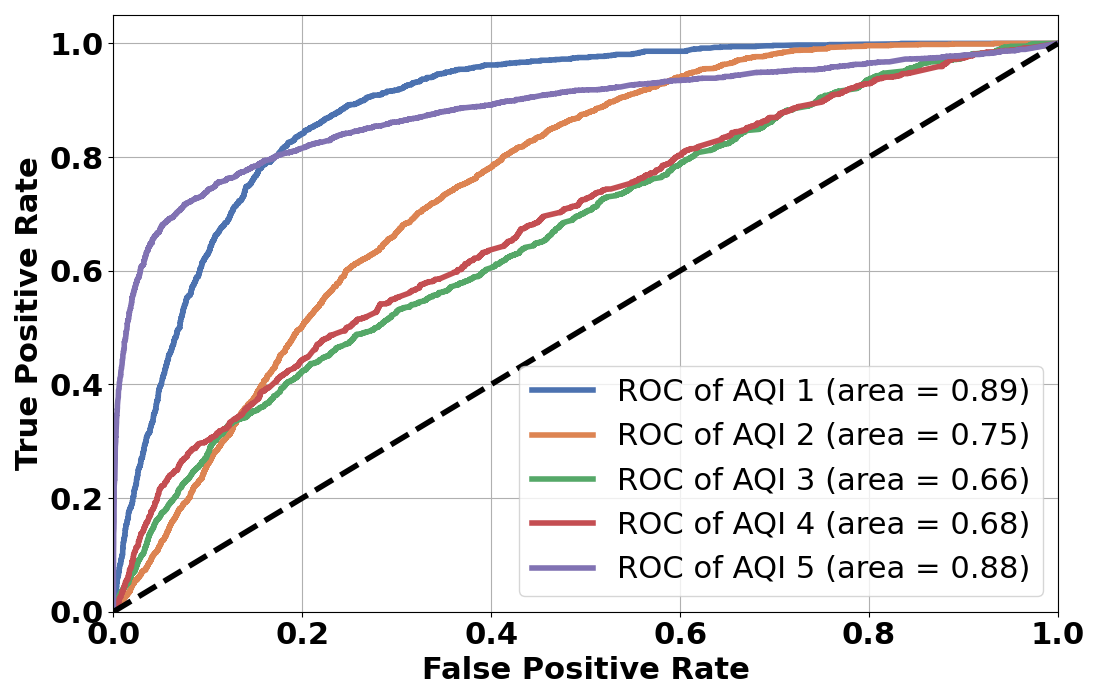 True Positive Rate
1.0
0.8
0.6
0.4
0.2
0.0
ROC of AQI 1 (area = 0.89)
ROC of AQI 2 (area = 0.75)
ROC of AQI 3 (area = 0.66)
ROC of AQI 4 (area = 0.68)
ROC of AQI 5 (area = 0.88)
0.0 0.2 0.4 0.6 0.8 1.0
False Positive Rate